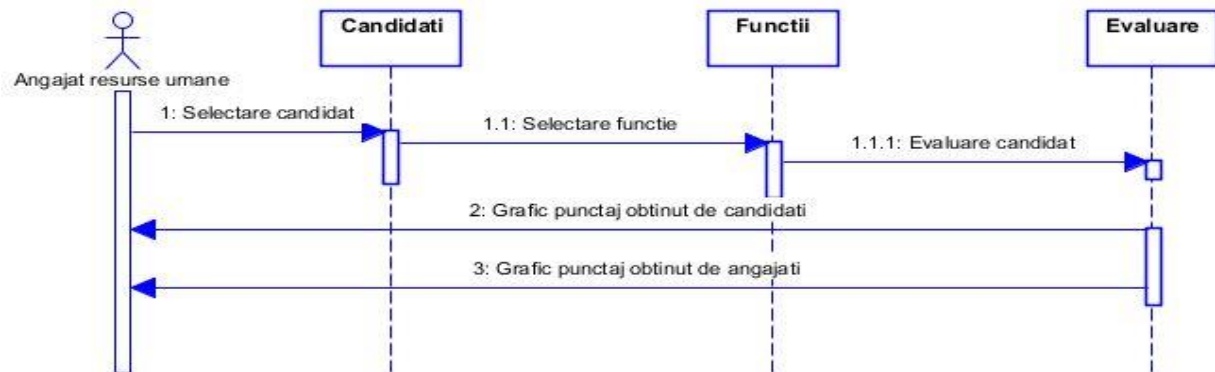 Candidati
Functii
Evaluare
Angajat resurse umane
1: Selectare candidat
1.1: Selectare functie
1.1.1: Evaluare candidat
2: Grafic punctaj obtinut de candidati
3: Grafic punctaj obtinut de angajati